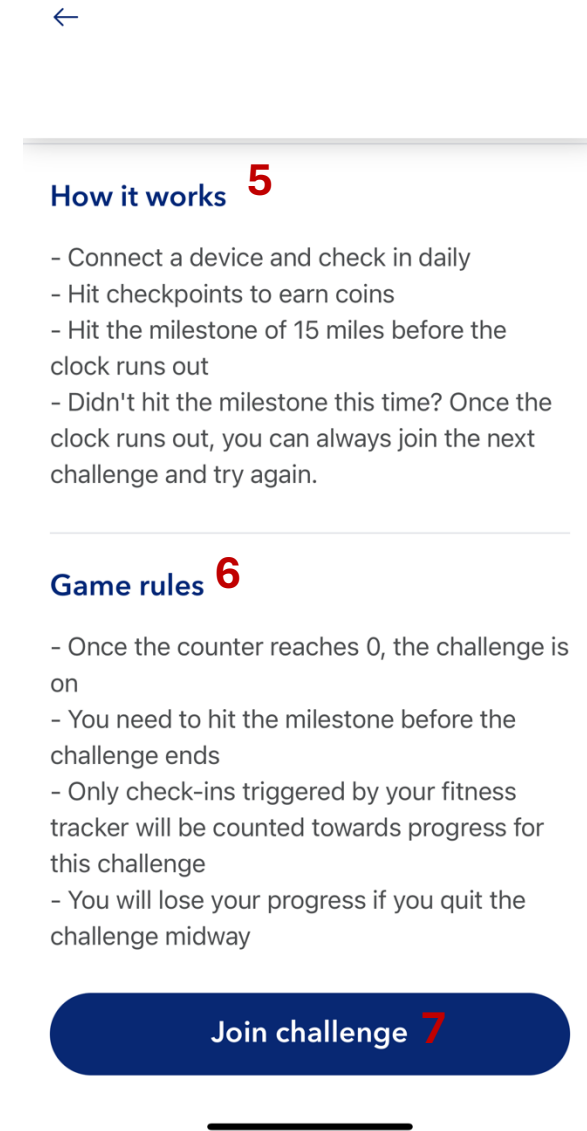 How it works 5
- Connect a device and check in daily
- Hit checkpoints to earn coins
- Hit the milestone of 15 miles before the
clock runs out
- Didn't hit the milestone this time? Once the
clock runs out, you can always join the next
challenge and try again.
Game rules 6
- Once the counter reaches 0, the challenge is
on
- You need to hit the milestone before the
challenge ends
- Only check-ins triggered by your fitness
tracker will be counted towards progress for
this challenge
- You will lose your progress if you quit the
challenge midway
Join challenge 7